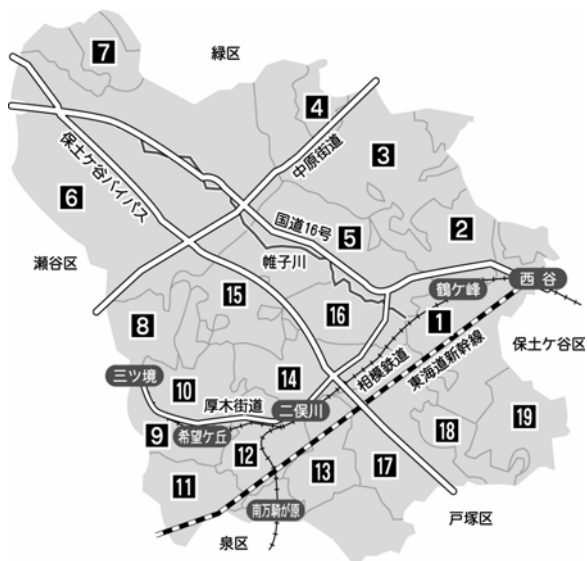 緑区
7
4
中原街道
3
保土ケ谷バイパス
6
国道16号
5
2
瀬谷区
帷子川
鶴ケ峰
西谷
15
16
1
保土ケ谷区
8
相模鉄道
東海道新幹線
三ツ境
10
14
厚木街道
二俣川
19
18
9
希望ケ丘
12
13
17
11
南万騎が原
戸塚区
泉区